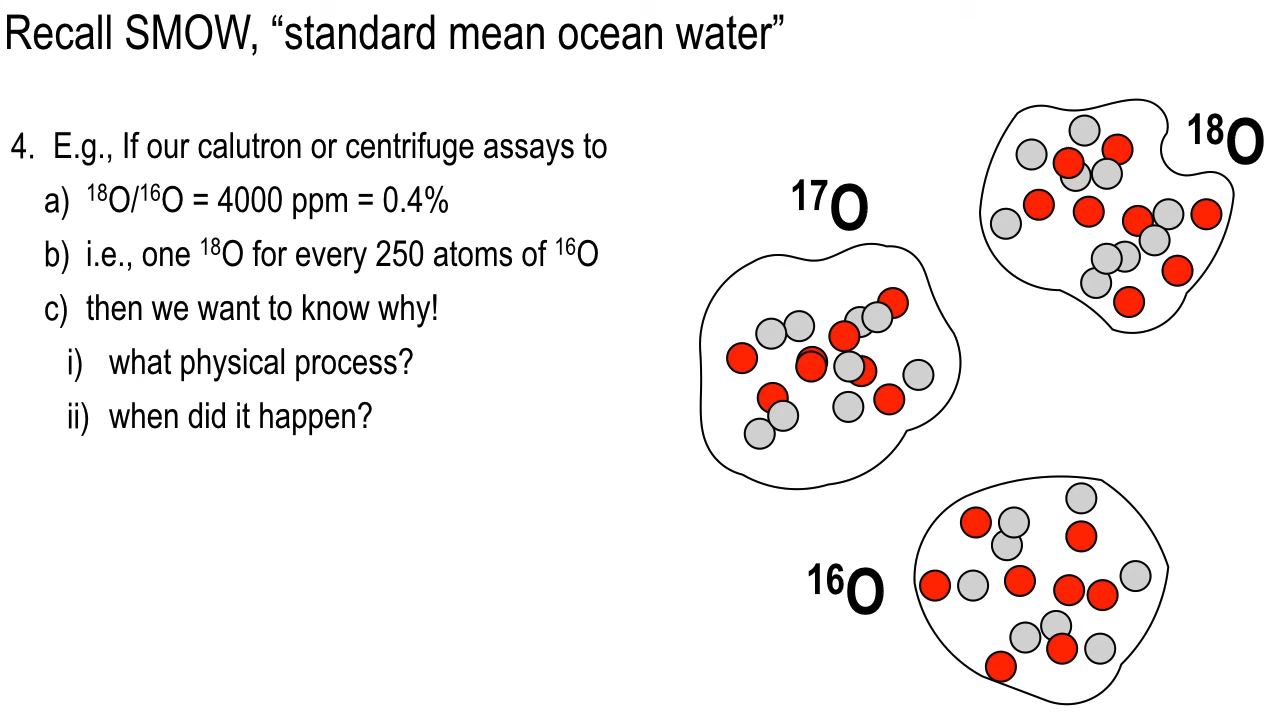 Recall SMOW, “standard mean ocean water”
4. E.g., If our calutron or centrifuge assays to
a) ¹⁸O/¹⁶O = 4000 ppm = 0.4%
b) i.e., one ¹⁸O for every 250 atoms of ¹⁶O
c) then we want to know why!
i) what physical process?
ii) when did it happen?
¹⁸O
¹⁷O
¹⁶O